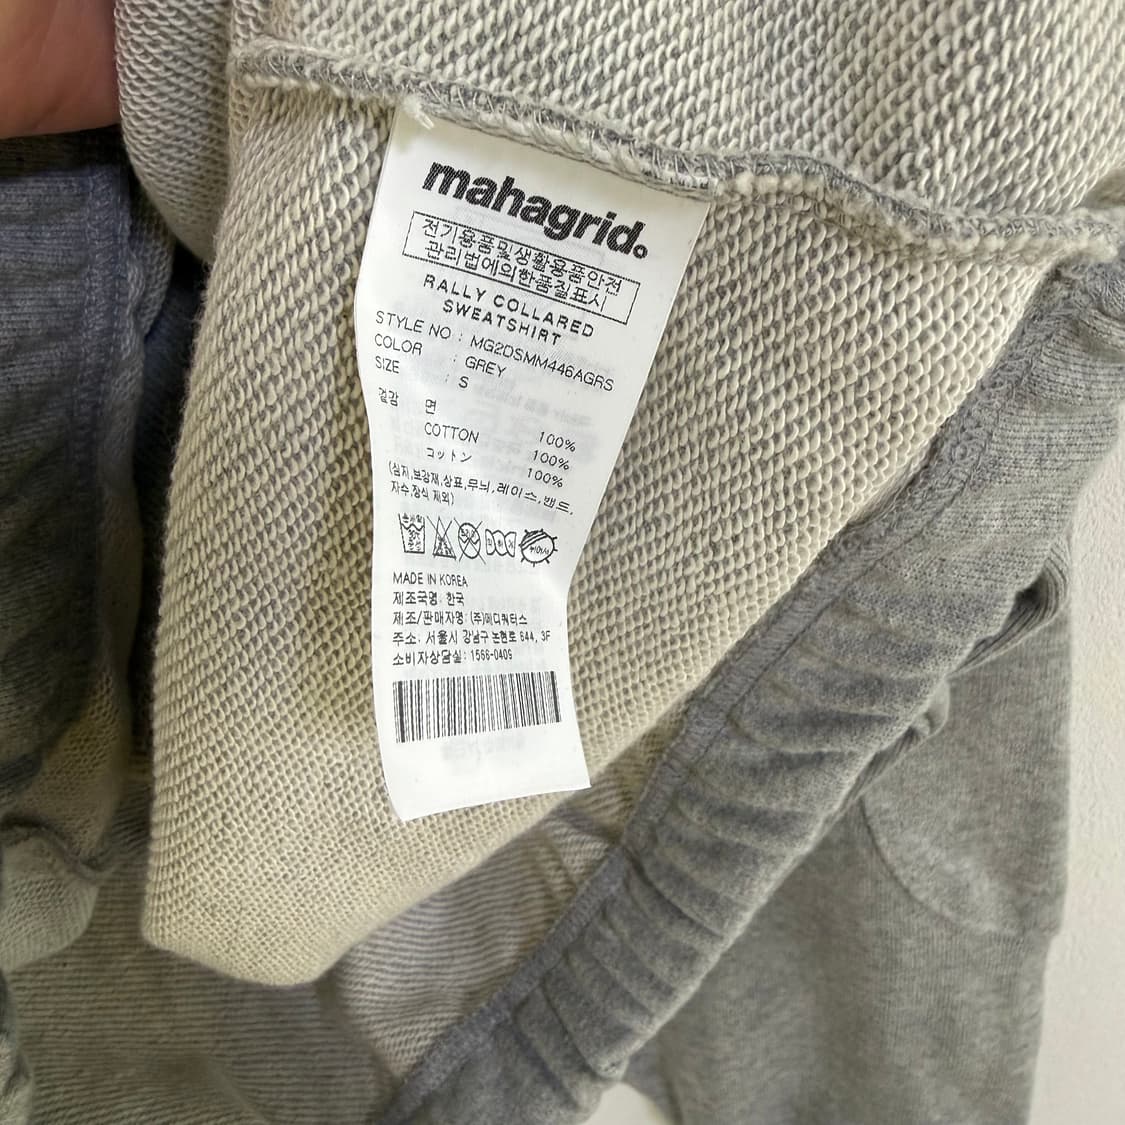 mahagrid.
전기용품및생활용품안전
관리법에의한품질표시
RALLY COLLARED
SWEATSHIRT
STYLE NO : MG2DSMM446AGRS
COLOR : GREY
SIZE : S
겉감 면 100%
COTTON 100%
コットン 100%
(심지,보강재,상표,무늬,레이스,밴드,
자수,장식 제외)
MADE IN KOREA
제조국명: 한국
제조/판매자명: (주)메디쿼터스
주소: 서울시 강남구 논현로 644, 3F
소비자상담실: 1566-0409